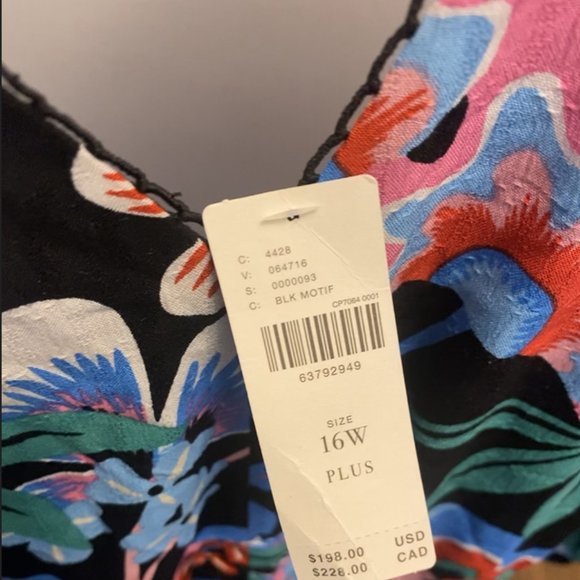 C: 4428
V: 064716
S: 0000093
C: BLK MOTIF
CP7064 0001
63792949
SIZE
16W
PLUS
$198.00 USD
$228.00 CAD